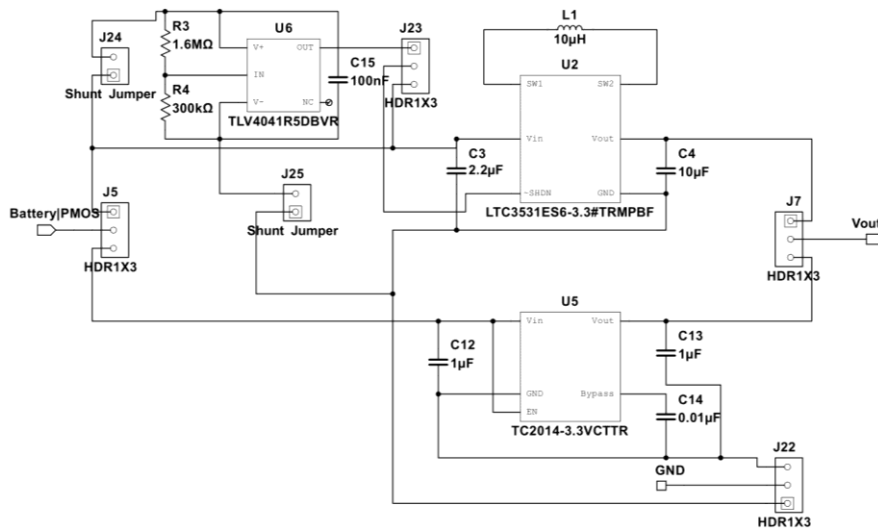 J24
Shunt Jumper
R3
1.6MΩ
R4
300kΩ
U6
V+
OUT
IN
V-
NC
TLV4041R5DBVR
C15
100nF
J23
HDR1X3
L1
10µH
U2
SW1
SW2
Vin
Vout
~SHDN
GND
LTC3531ES6-3.3#TRMPBF
C3
2.2µF
C4
10µF
J5
Battery|PMOS
HDR1X3
J25
Shunt Jumper
J7
Vout
HDR1X3
U5
Vin
Vout
GND
Bypass
EN
TC2014-3.3VCTTR
C12
1µF
C13
1µF
C14
0.01µF
GND
J22
HDR1X3